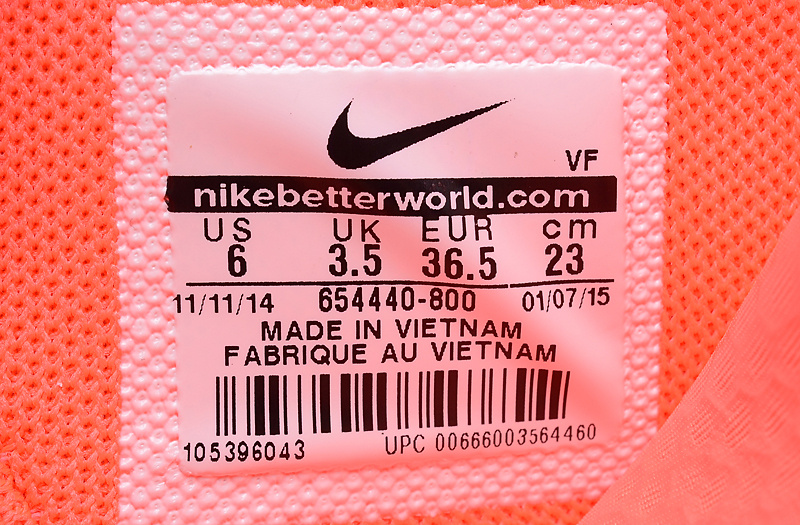 VF
nikebetterworld.com
US UK EUR cm
6 3.5 36.5 23
11/11/14 654440-800 01/07/15
MADE IN VIETNAM
FABRIQUE AU VIETNAM
105396043 UPC 00666003564460